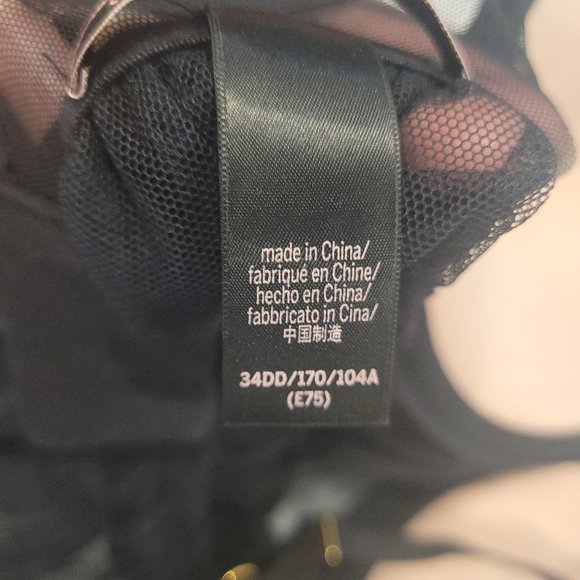 made in China/
fabriqué en Chine/
hecho en China/
fabbricato in Cina/
中国制造
34DD/170/104A
(E75)